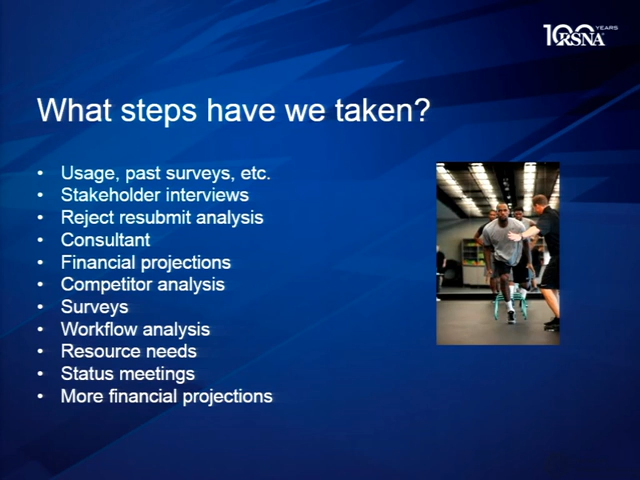 100 YEARS
RSNA
What steps have we taken?
• Usage, past surveys, etc.
• Stakeholder interviews
• Reject resubmit analysis
• Consultant
• Financial projections
• Competitor analysis
• Surveys
• Workflow analysis
• Resource needs
• Status meetings
• More financial projections